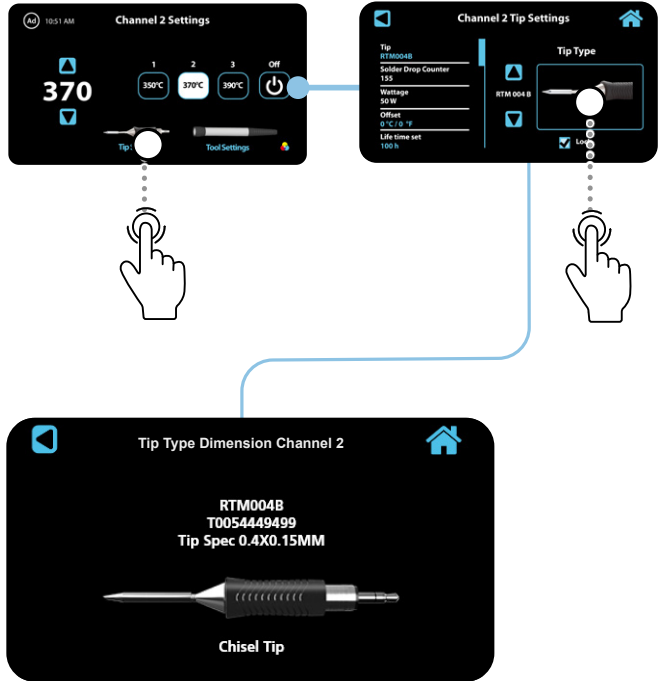 Ad 10:51 AM Channel 2 Settings
1 2 3 Off
370
350°C 370°C 390°C
Tip
Tool Settings
Channel 2 Tip Settings
Tip
RTM004B
Solder Drop Counter
155
Wattage
50 W
Offset
0 °C / 0 °F
Life time set
100 h
Tip Type
RTM 004 B
Tip Type Dimension Channel 2
RTM004B
T0054449499
Tip Spec 0.4X0.15MM
Chisel Tip